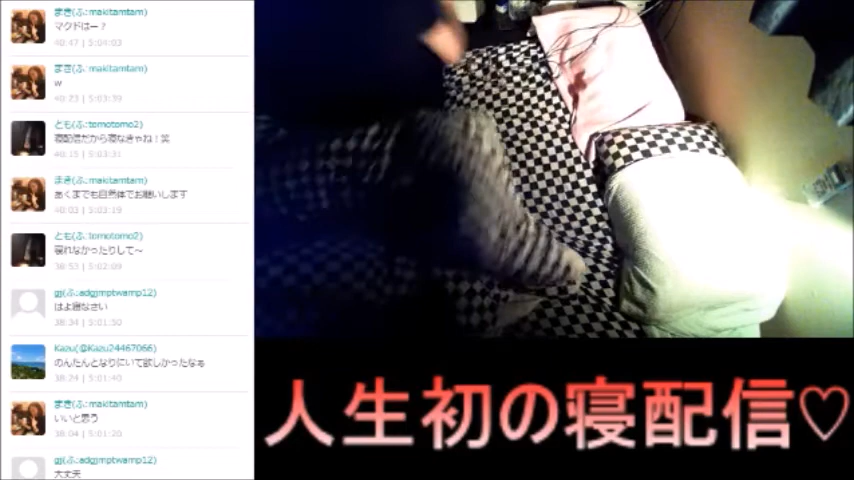 まき(ふ:makitamtam)
マクドはー？
40:47 | 5:04:03
まき(ふ:makitamtam)
w
40:23 | 5:03:39
とも(ふ:tomotomo2)
寝配信だから寝なきゃね！笑
40:15 | 5:03:31
まき(ふ:makitamtam)
あくまでも自然体でお願いします
40:03 | 5:03:19
とも(ふ:tomotomo2)
寝れなかったりして〜
38:53 | 5:02:09
gj(ふ:adgjmptwamp12)
はよ寝なさい
38:34 | 5:01:50
Kazu(@Kazu24467066)
のんたんとなりにいて欲しかったなぁ
38:24 | 5:01:40
まき(ふ:makitamtam)
いいと思う
38:04 | 5:01:20
gj(ふ:adgjmptwamp12)
大丈夫
人生初の寝配信♡